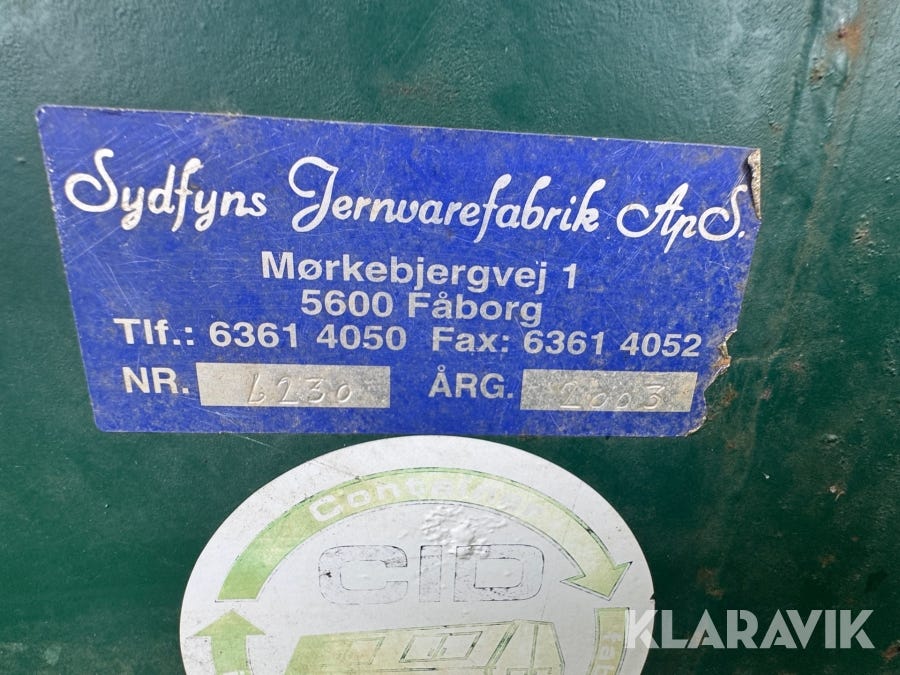 Sydfyns Jernvarefabrik ApS.
Mørkebjergvej 1
5600 Fåborg
Tlf.: 6361 4050 Fax: 6361 4052
NR. 6230 ÅRG. 2003
Container
CID
KLARAVIK